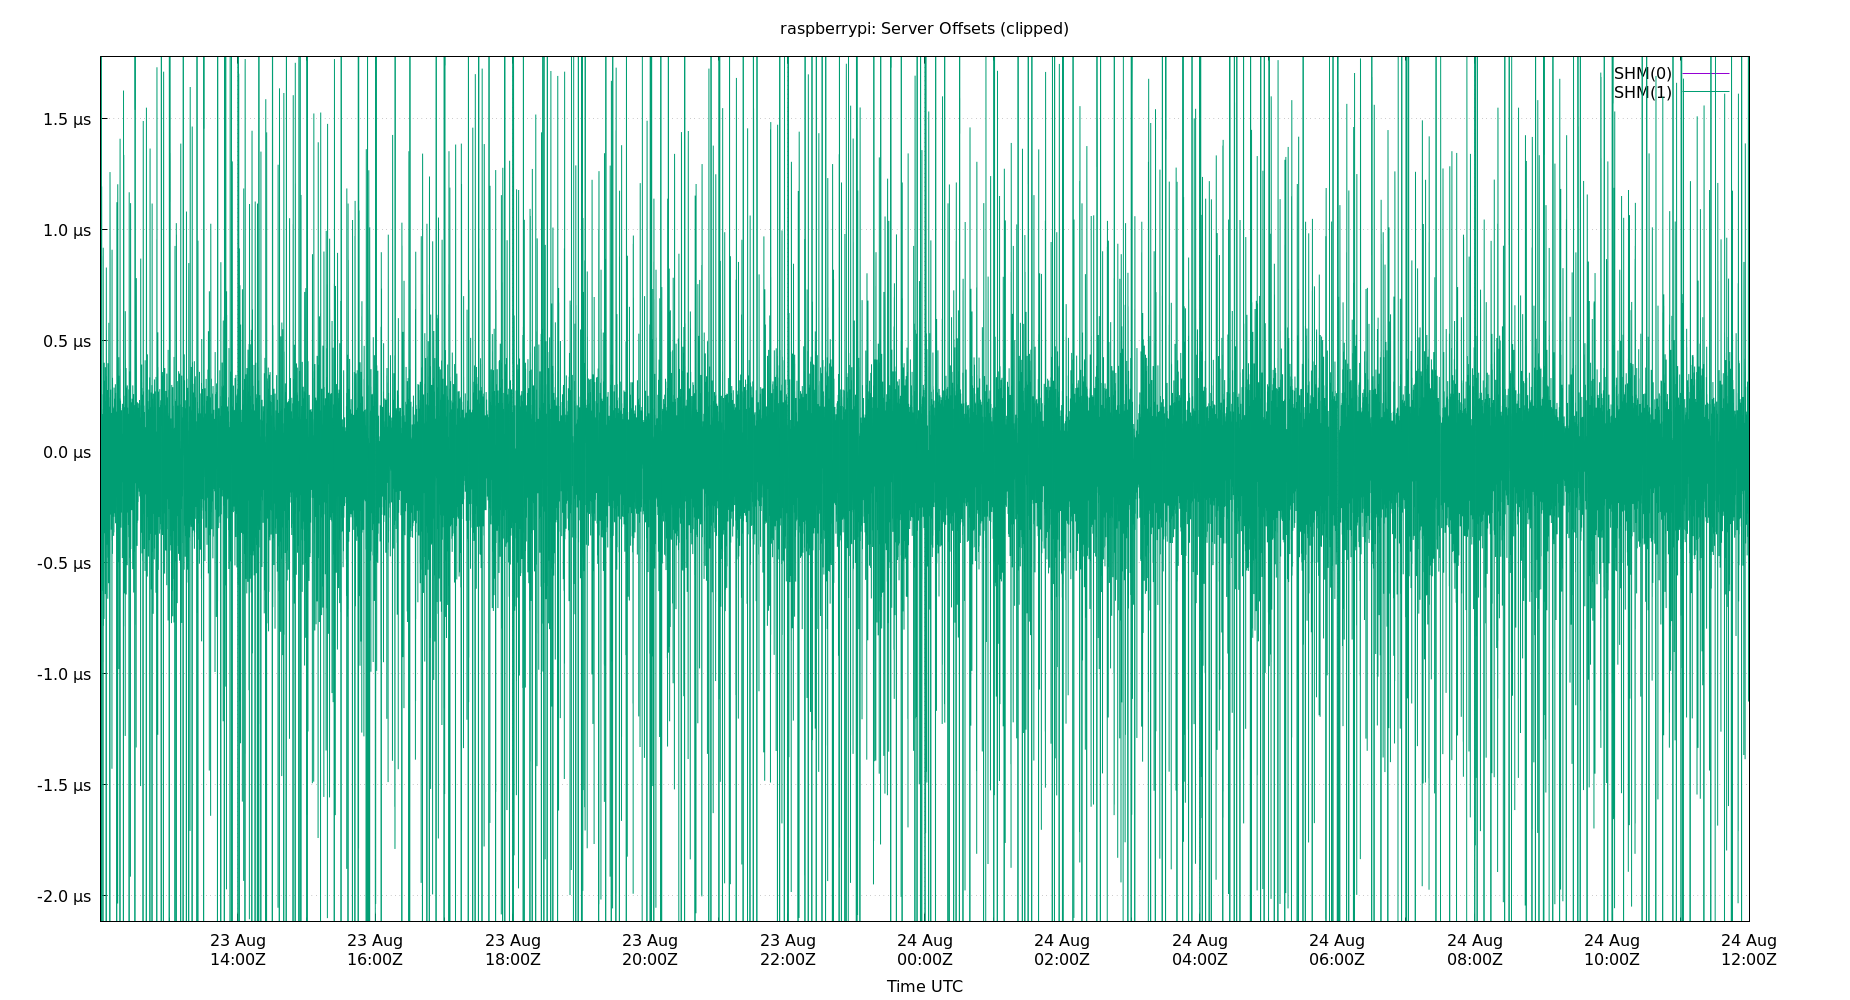 raspberrypi: Server Offsets (clipped)
SHM(0)
SHM(1)
1.5 µs
1.0 µs
0.5 µs
0.0 µs
-0.5 µs
-1.0 µs
-1.5 µs
-2.0 µs
23 Aug 23 Aug 23 Aug 23 Aug 23 Aug 24 Aug 24 Aug 24 Aug 24 Aug 24 Aug 24 Aug 24 Aug
14:00Z 16:00Z 18:00Z 20:00Z 22:00Z 00:00Z 02:00Z 04:00Z 06:00Z 08:00Z 10:00Z 12:00Z
Time UTC